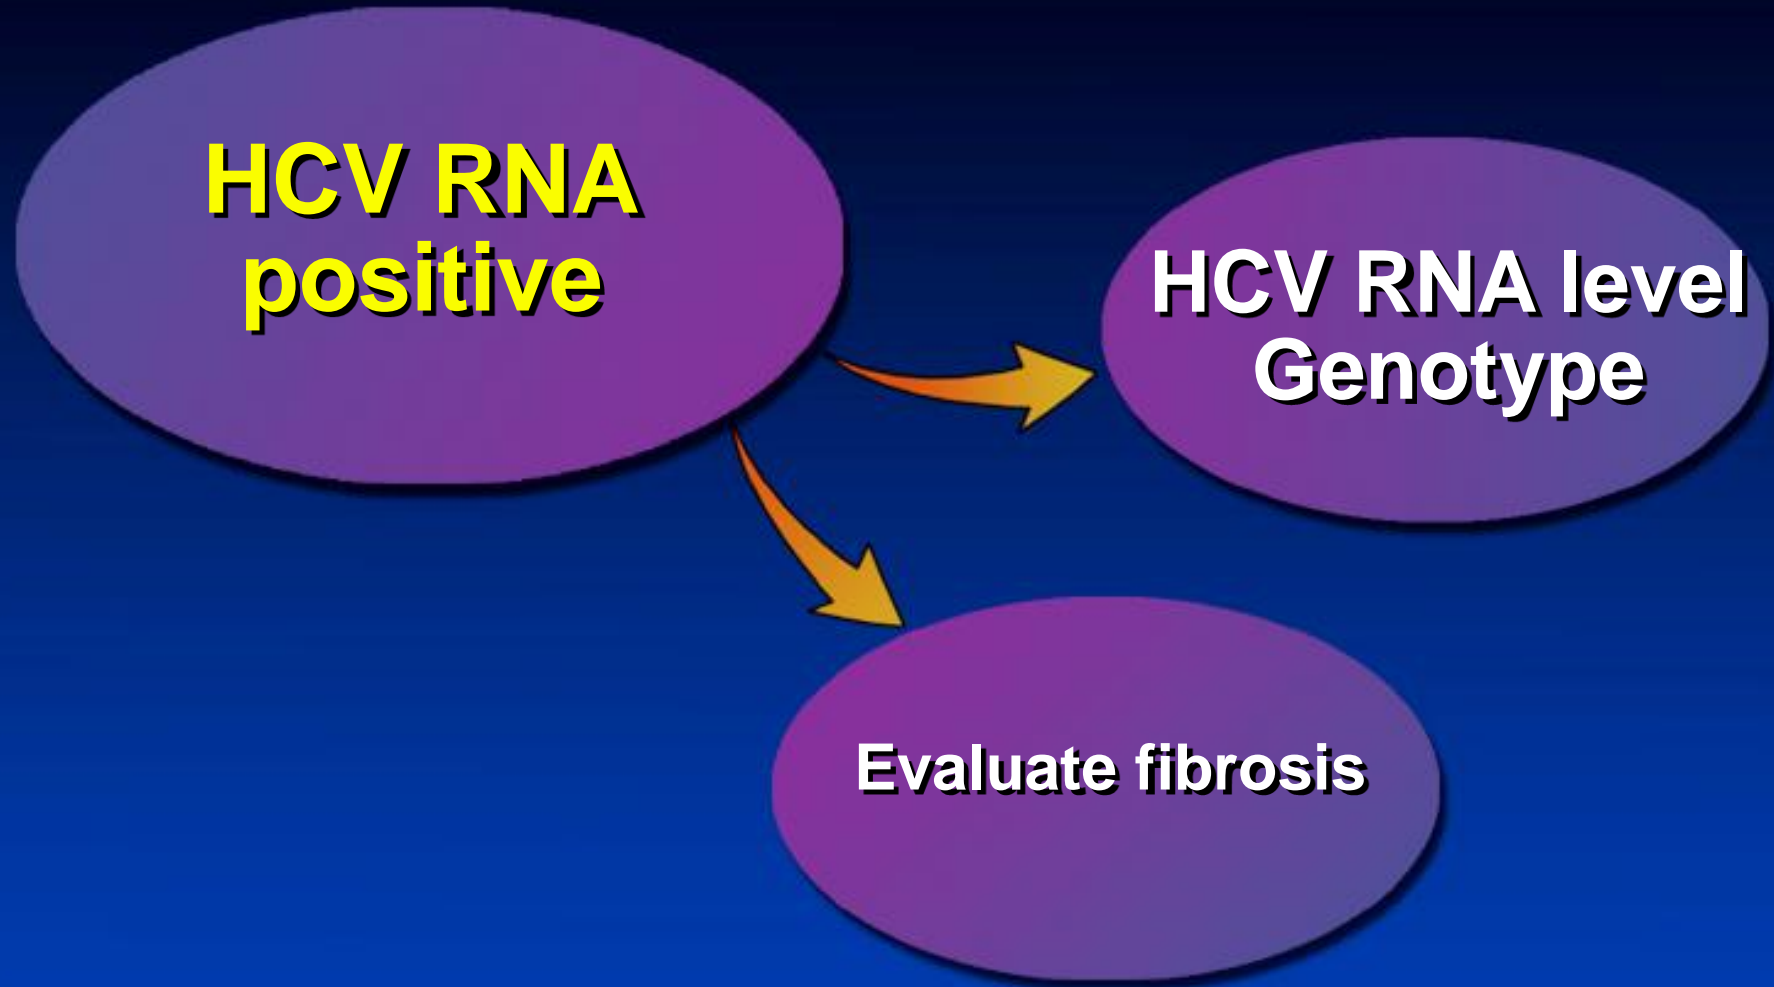 HCV RNA
positive
HCV RNA level
Genotype
Evaluate fibrosis